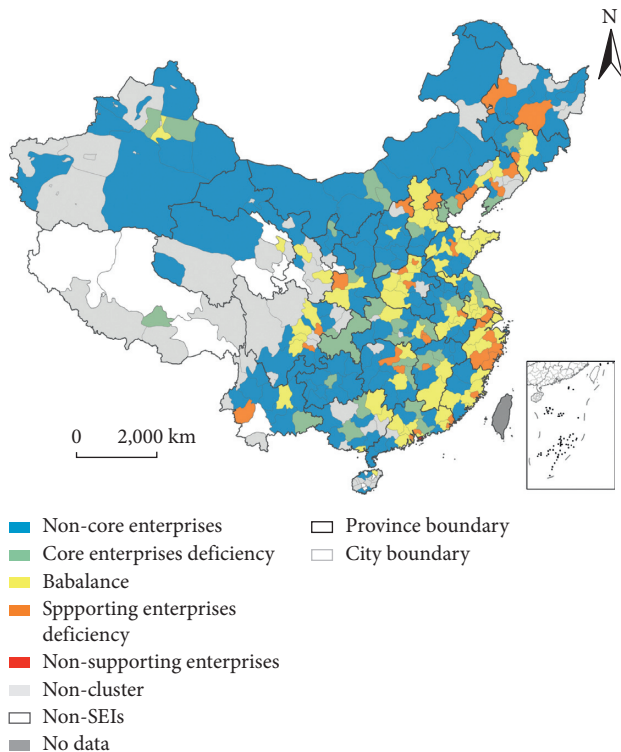 N
0 2,000 km
Non-core enterprises
Core enterprises deficiency
Babalance
Sppporting enterprises
deficiency
Non-supporting enterprises
Non-cluster
Non-SEIs
No data
Province boundary
City boundary